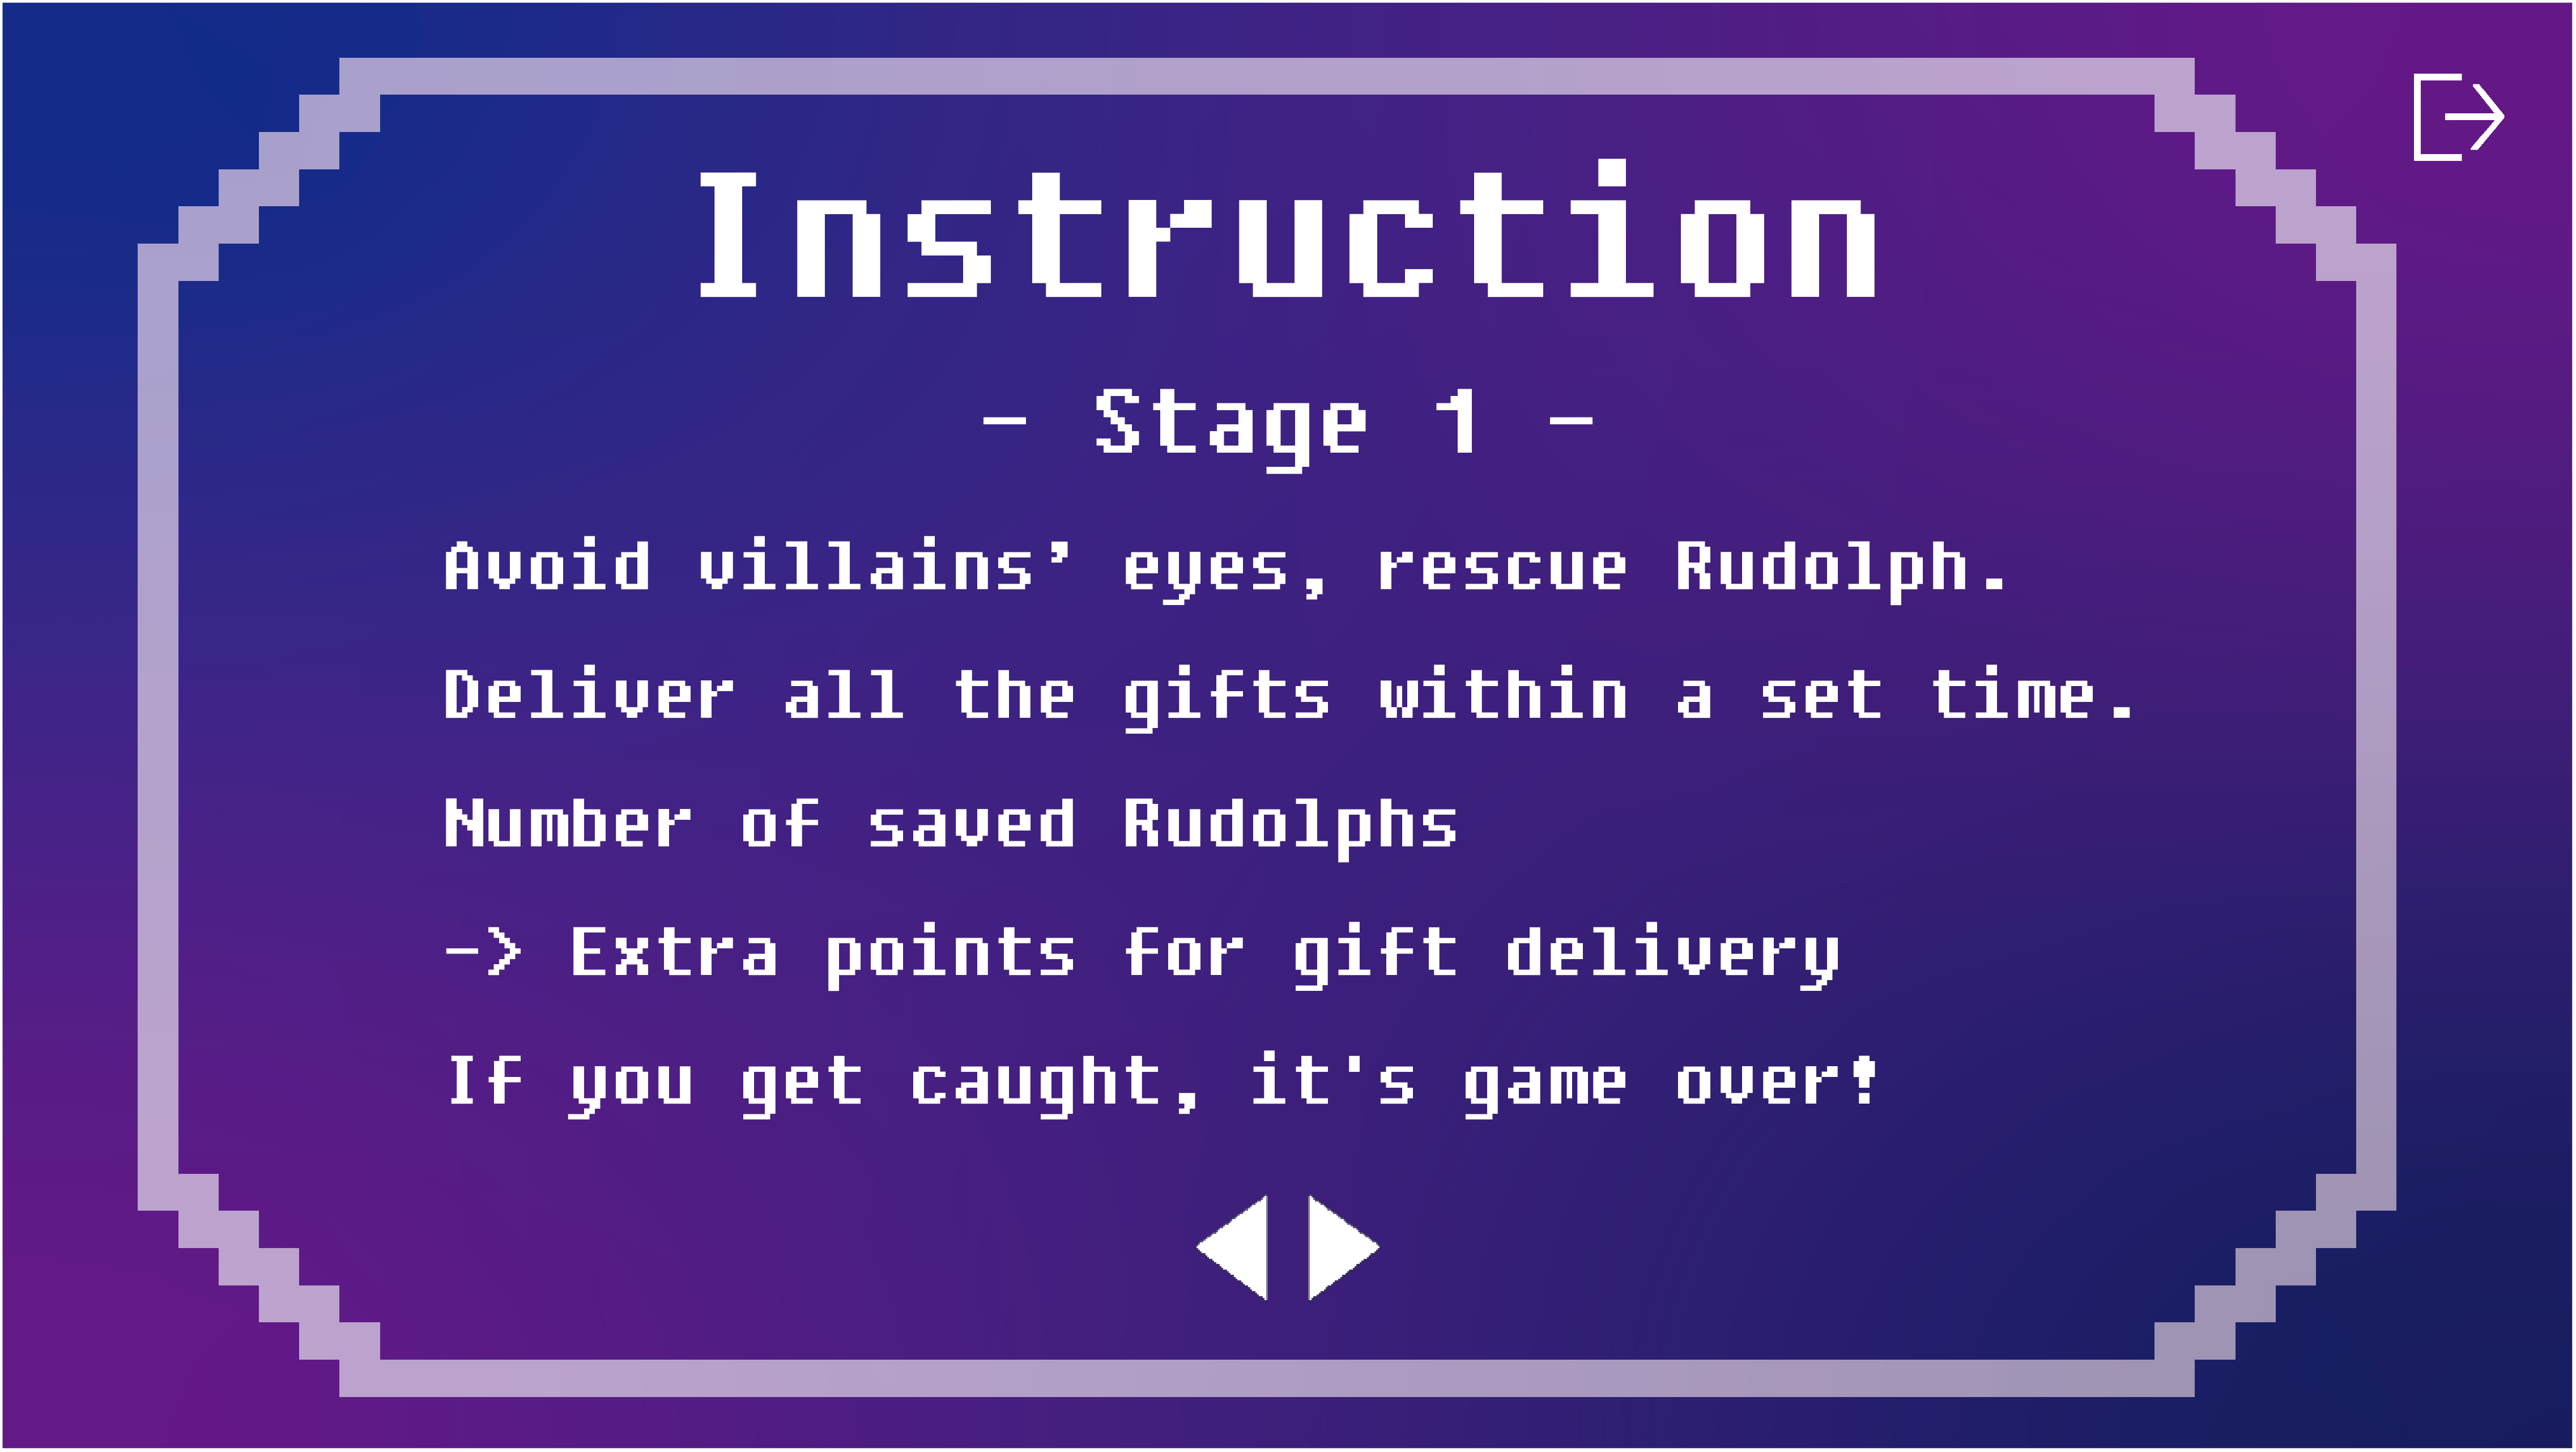 Instruction
- Stage 1 -
Avoid villains’ eyes, rescue Rudolph.
Deliver all the gifts within a set time.
Number of saved Rudolphs
-> Extra points for gift delivery
If you get caught, it's game over!